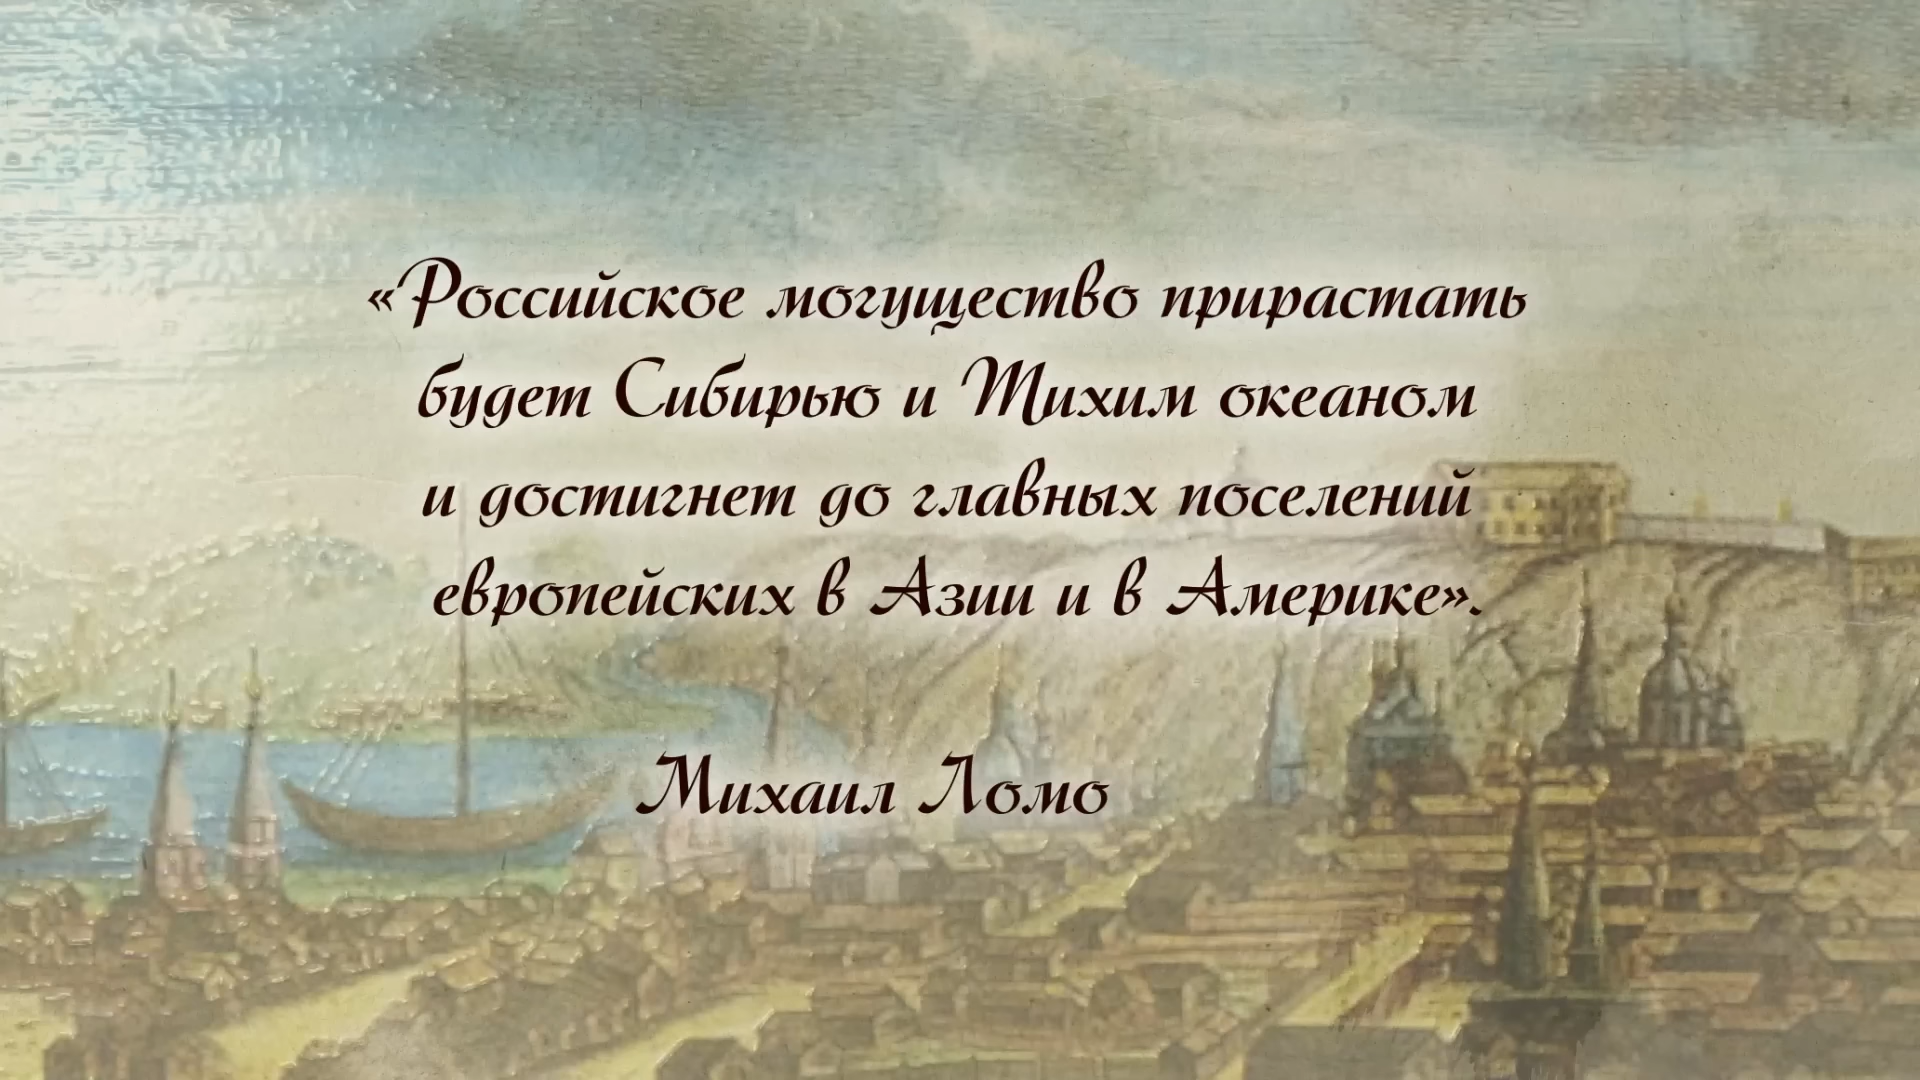 «Российское могущество прирастать
будет Сибирью и Тихим океаном
и достигнет до главных поселений
европейских в Азии и в Америке».
Михаил Ломо